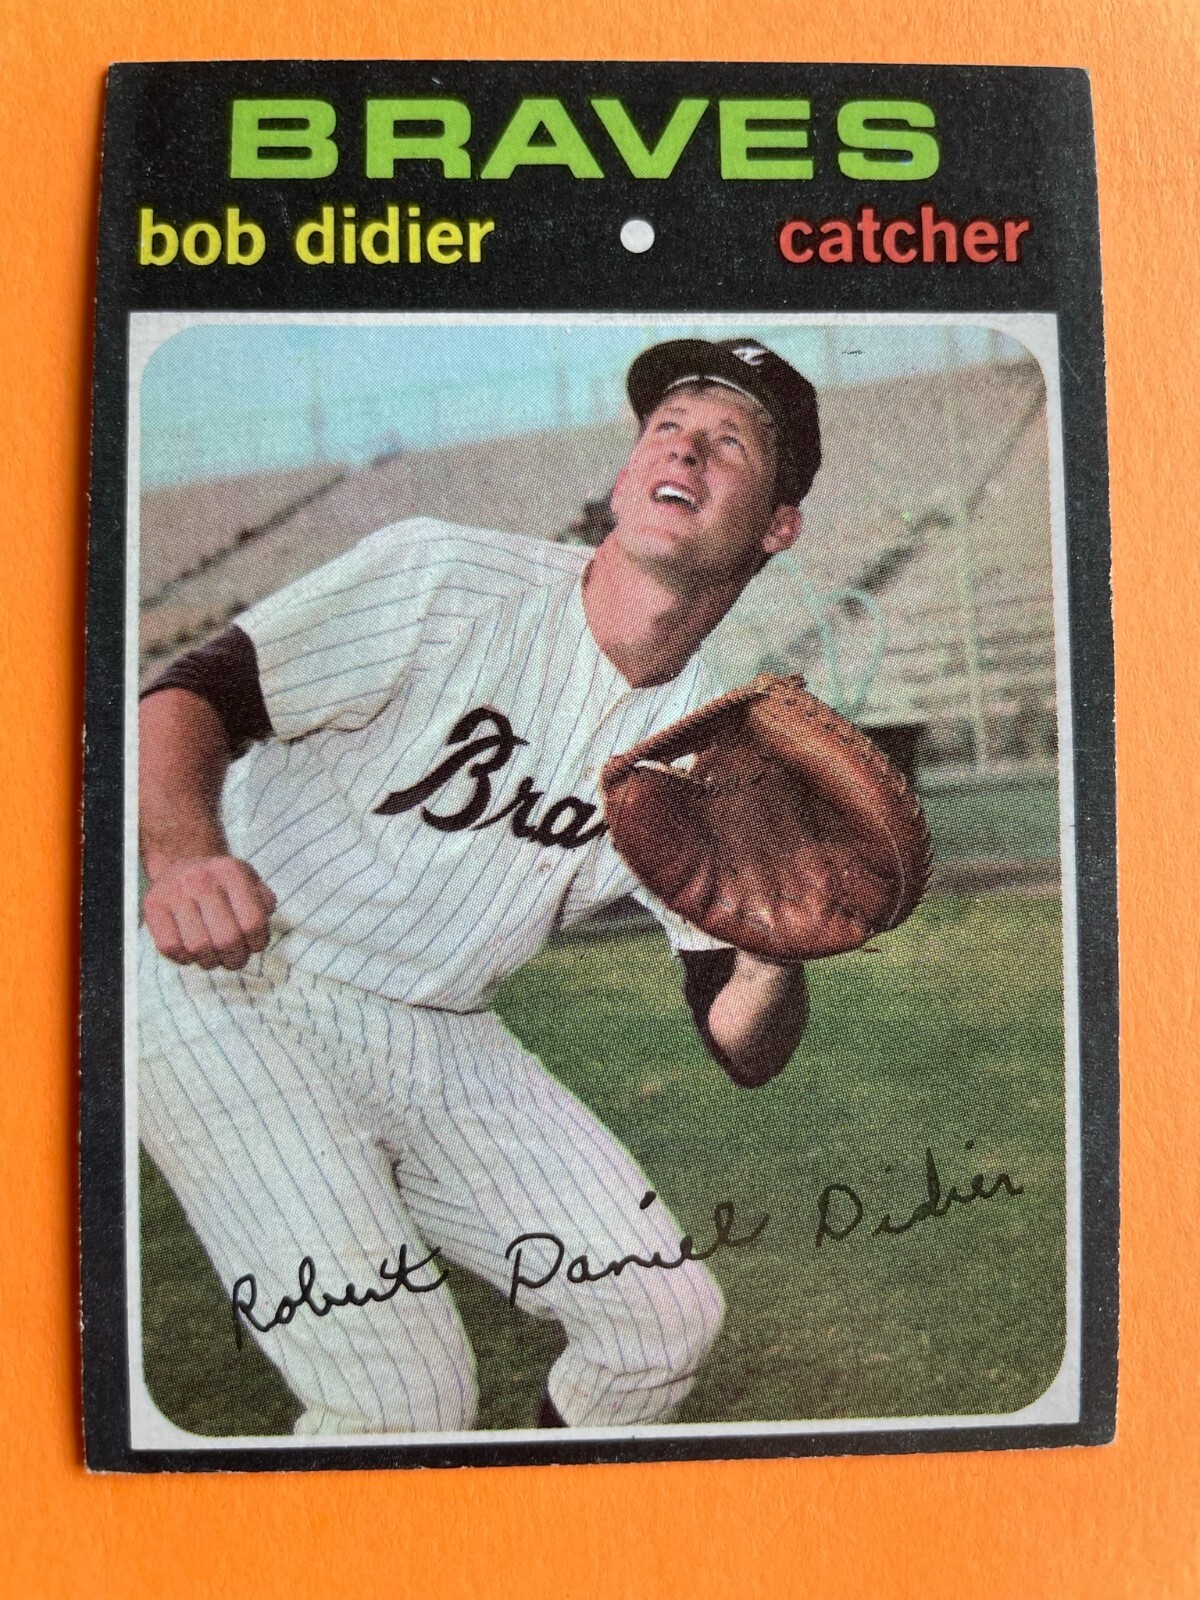 BRAVES
bob didier • catcher
Bra
Robert Daniel Didier